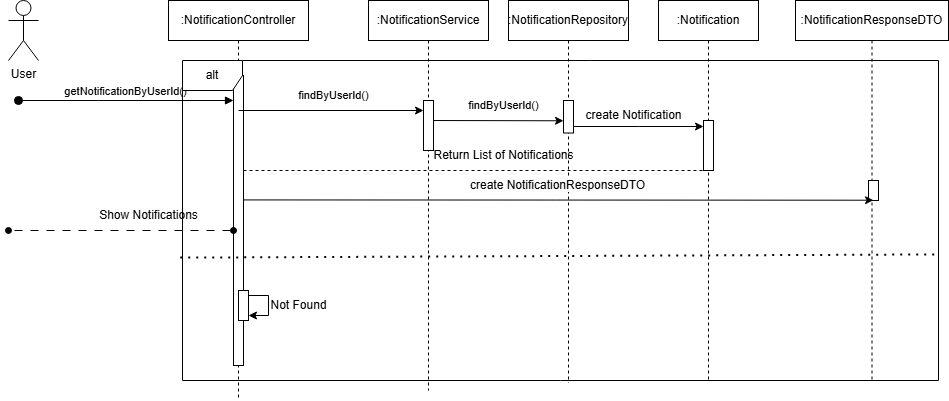 :NotificationController
:NotificationService
:NotificationRepository
:Notification
:NotificationResponseDTO
User
alt
getNotificationByUserId()
findByUserId()
findByUserId()
create Notification
Return List of Notifications
create NotificationResponseDTO
Show Notifications
Not Found